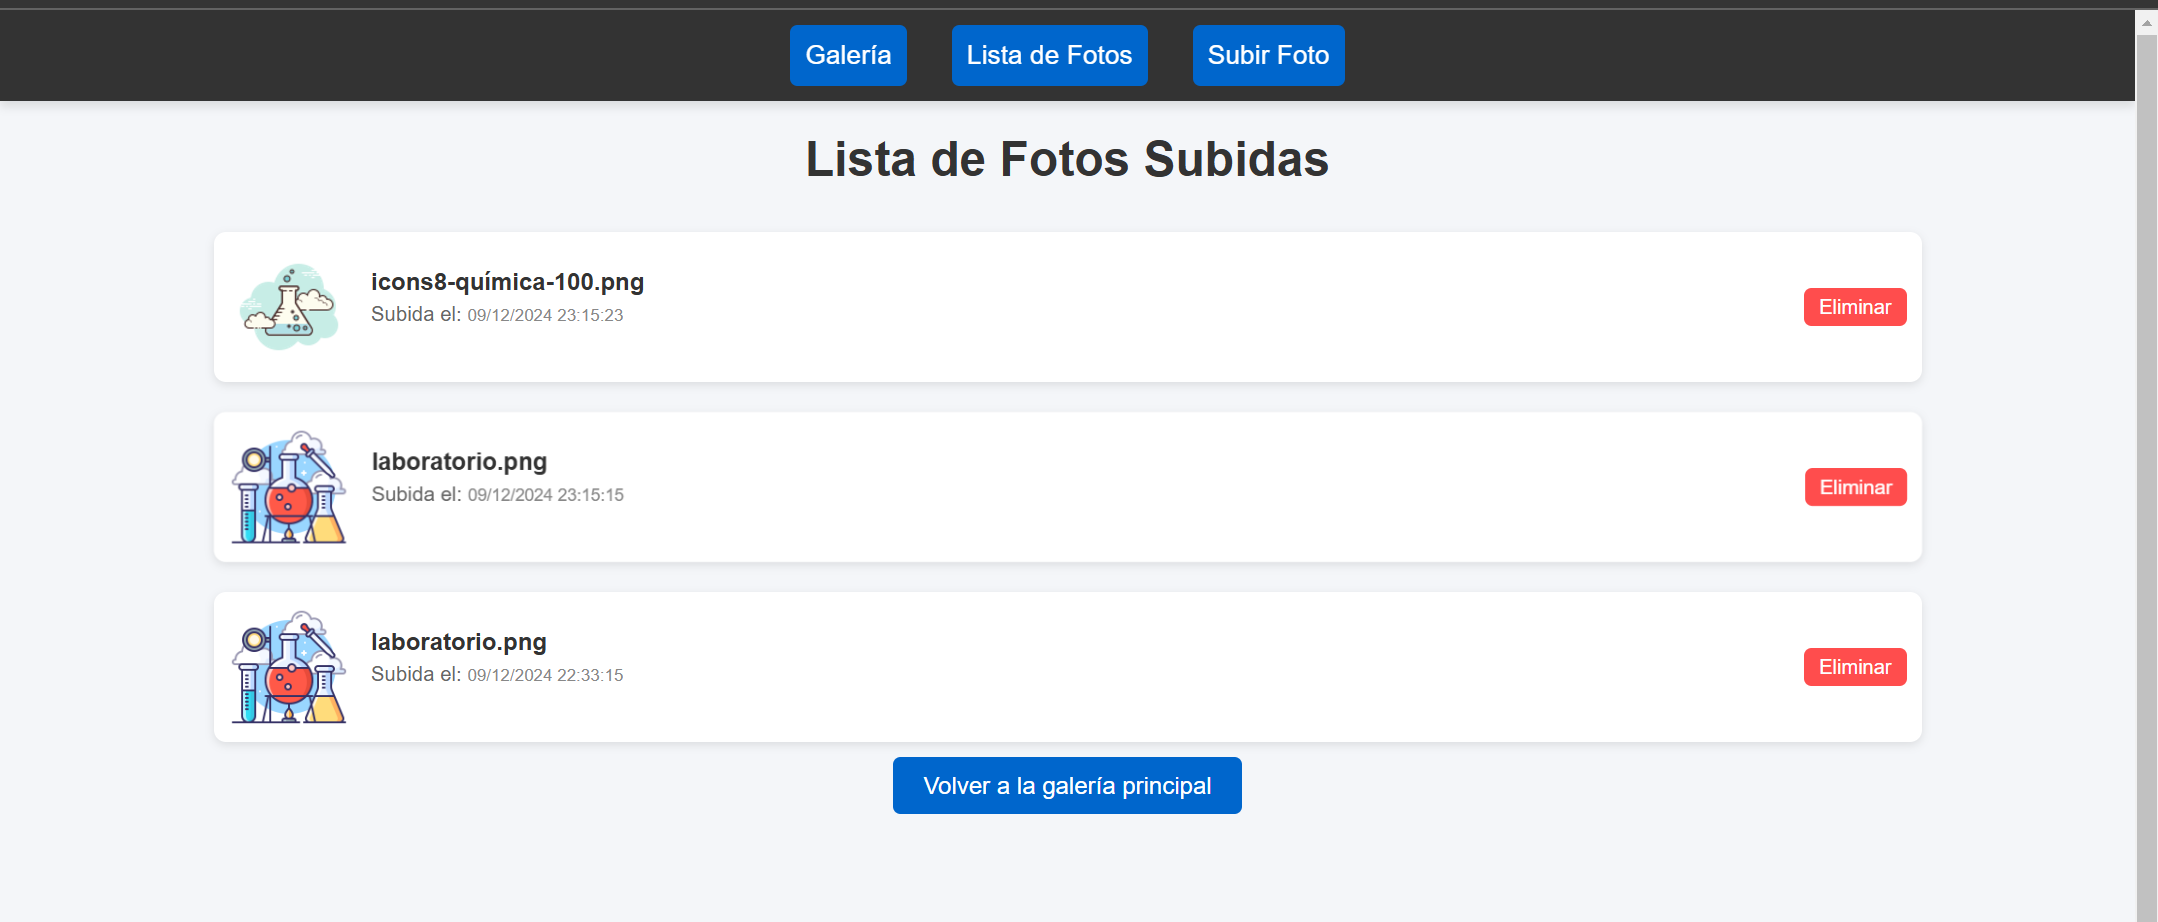 Galería Lista de Fotos Subir Foto
Lista de Fotos Subidas
icons8-química-100.png
Subida el: 09/12/2024 23:15:23
Eliminar
laboratorio.png
Subida el: 09/12/2024 23:15:15
Eliminar
laboratorio.png
Subida el: 09/12/2024 22:33:15
Eliminar
Volver a la galería principal